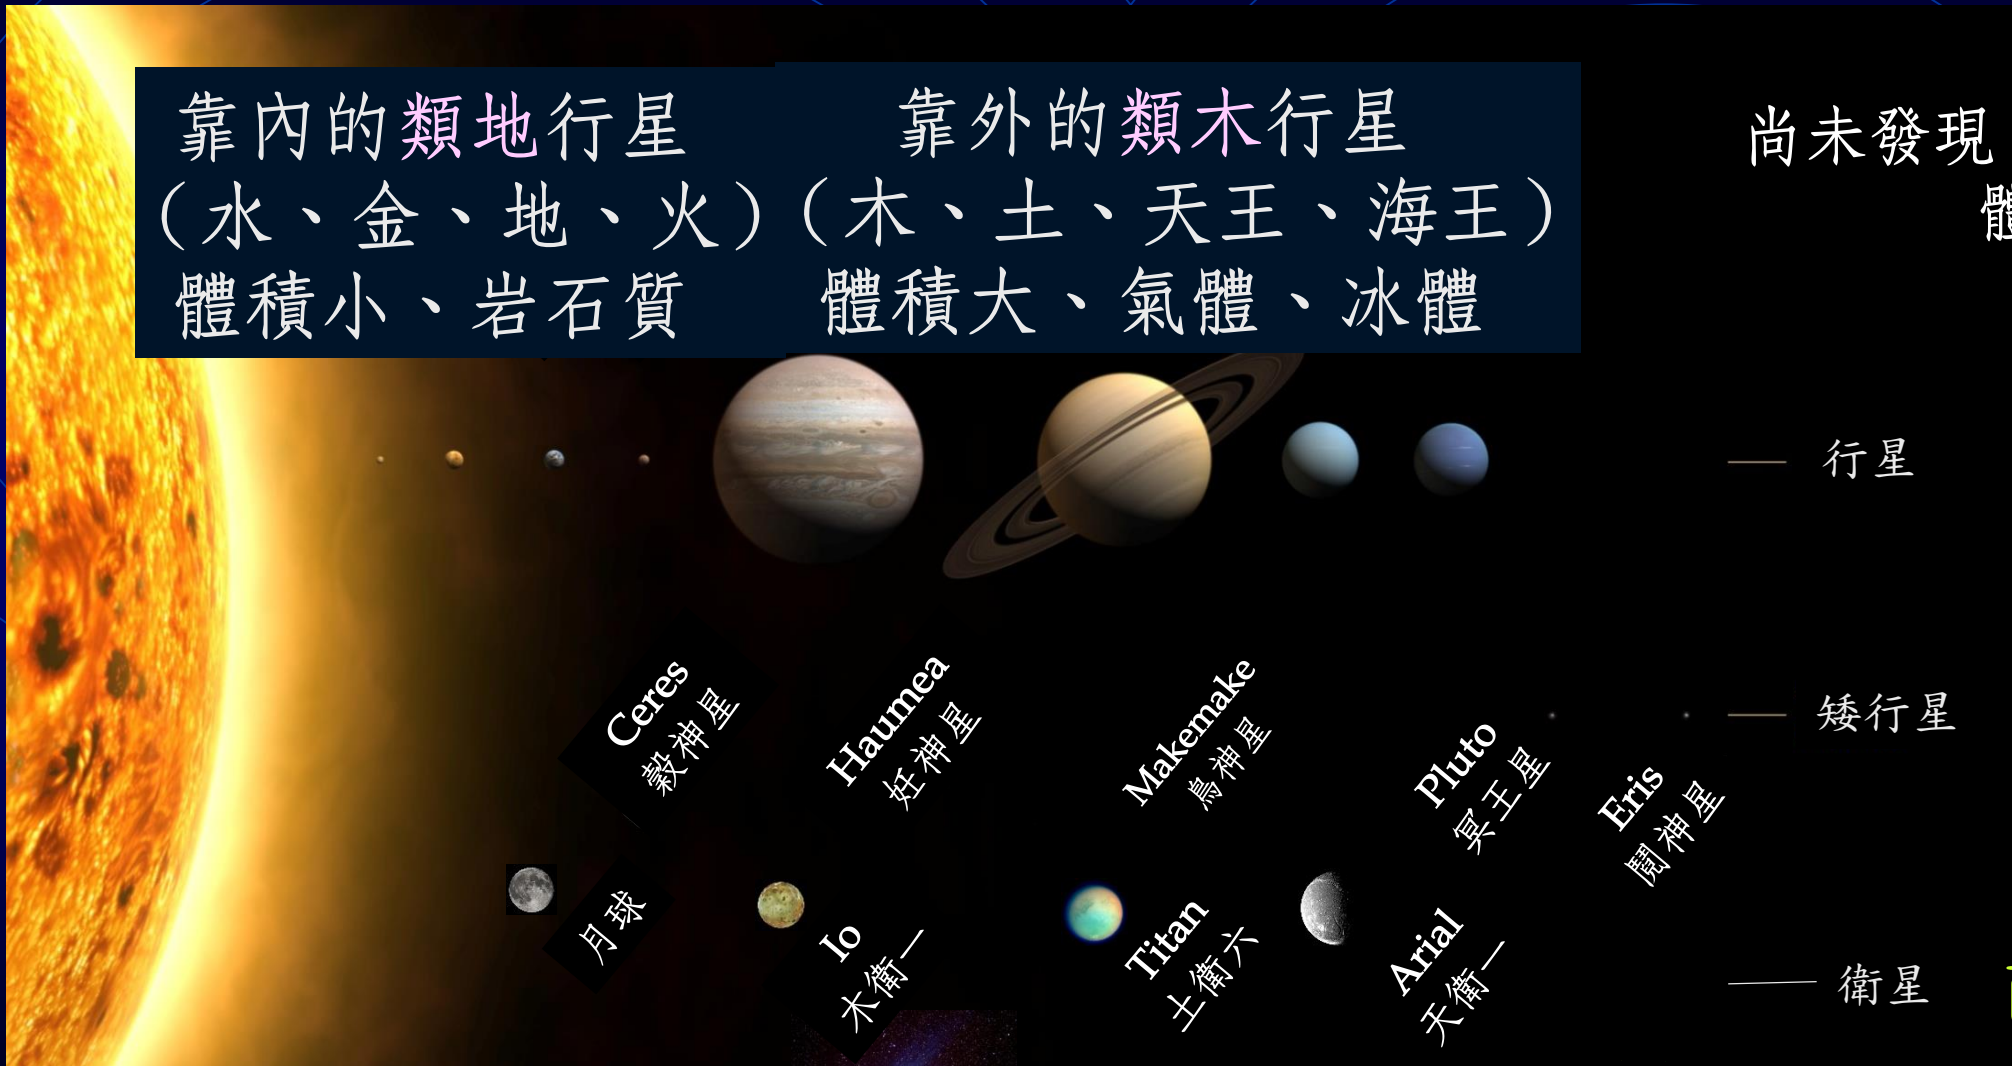 靠內的類地行星
（水、金、地、火）
體積小、岩石質
靠外的類木行星
（木、土、天王、海王）
體積大、氣體、冰體
尚未發現
體
行星
Ceres
穀神星
Haumea
妊神星
Makemake
鳥神星
Pluto
冥王星
Eris
鬩神星
矮行星
月球
Io
木衛一
Titan
土衛六
Arial
天衛一
衛星